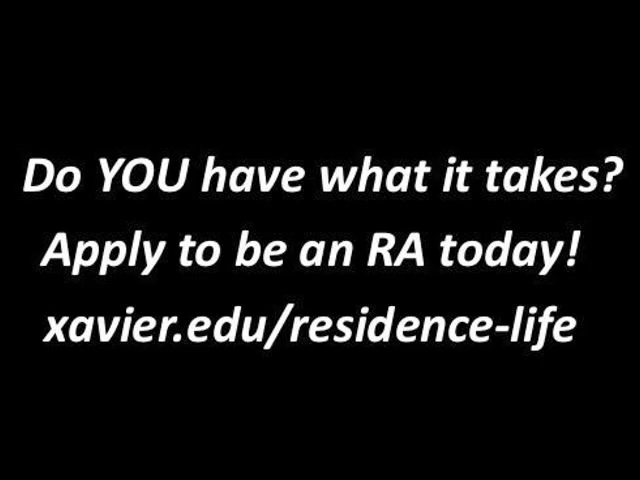 Do YOU have what it takes?
Apply to be an RA today!
xavier.edu/residence-life